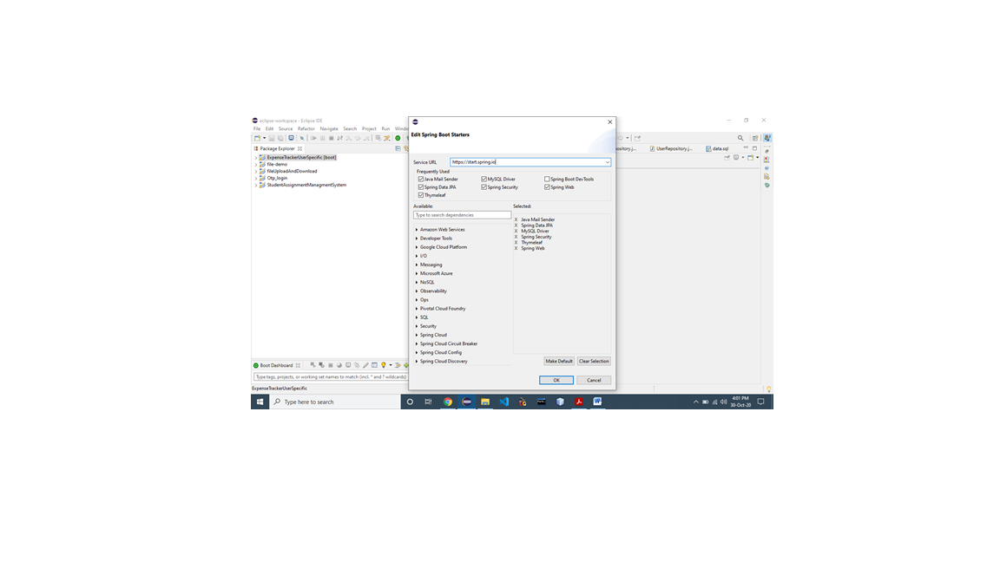 eclipse-workspace - Eclipse IDE
File Edit Source Refactor Navigate Search Project Run Windo
Package Explorer
ExpenseTrackerUserSpecific [boot]
file-demo
fileUploadAndDownload
Otp_login
StudentAssignmentManagmentSystem
Edit Spring Boot Starters
Service URL https://start.spring.io
Frequently Used
Java Mail Sender MySQL Driver Spring Boot DevTools
Spring Data JPA Spring Security Spring Web
Thymeleaf
Available: Selected:
Type to search dependencies
Amazon Web Services
Developer Tools
Google Cloud Platform
I/O
Messaging
Microsoft Azure
NoSQL
Observability
Ops
Pivotal Cloud Foundry
SQL
Security
Spring Cloud
Spring Cloud Circuit Breaker
Spring Cloud Config
Spring Cloud Discovery
X Java Mail Sender
X Spring Data JPA
X MySQL Driver
X Spring Security
X Thymeleaf
X Spring Web
Make Default Clear Selection
OK Cancel
ository.j... UserRepository.j... data.sql
Boot Dashboard
Type tags, projects, or working set names to match (incl. * and ? wildcards)
ExpenseTrackerUserSpecific
Type here to search
4:01 PM
30-Oct-20